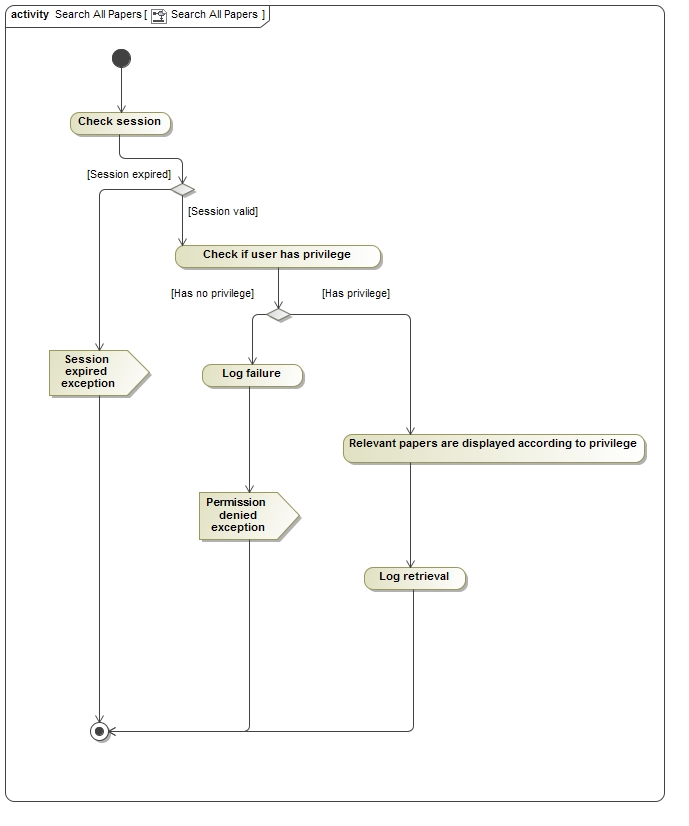 activity Search All Papers [ Search All Papers ]
Check session
[Session expired]
[Session valid]
Check if user has privilege
[Has no privilege]
[Has privilege]
Session
expired
exception
Log failure
Relevant papers are displayed according to privilege
Permission
denied
exception
Log retrieval